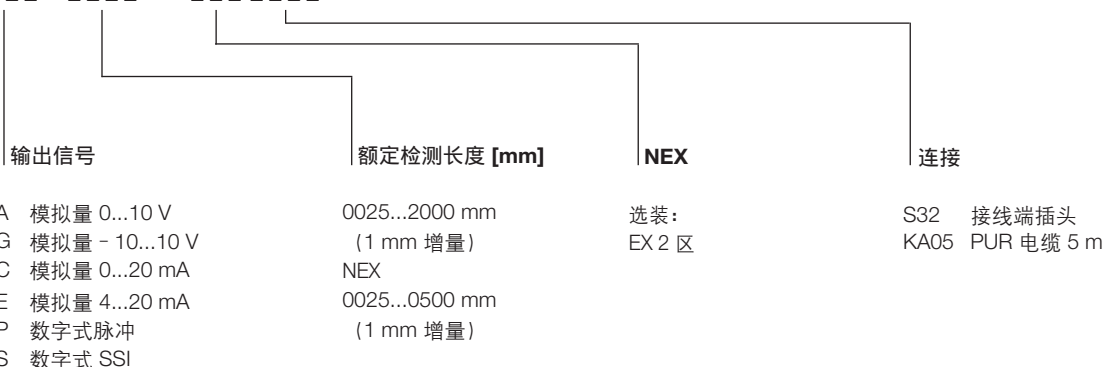 输出信号
额定检测长度 [mm]
NEX
连接
A 模拟量 0...10 V
G 模拟量 – 10...10 V
C 模拟量 0...20 mA
E 模拟量 4...20 mA
P 数字式脉冲
S 数字式 SSI
0025...2000 mm
（1 mm 增量）
NEX
0025...0500 mm
（1 mm 增量）
选装：
EX 2 区
S32 接线端插头
KA05 PUR 电缆 5 m